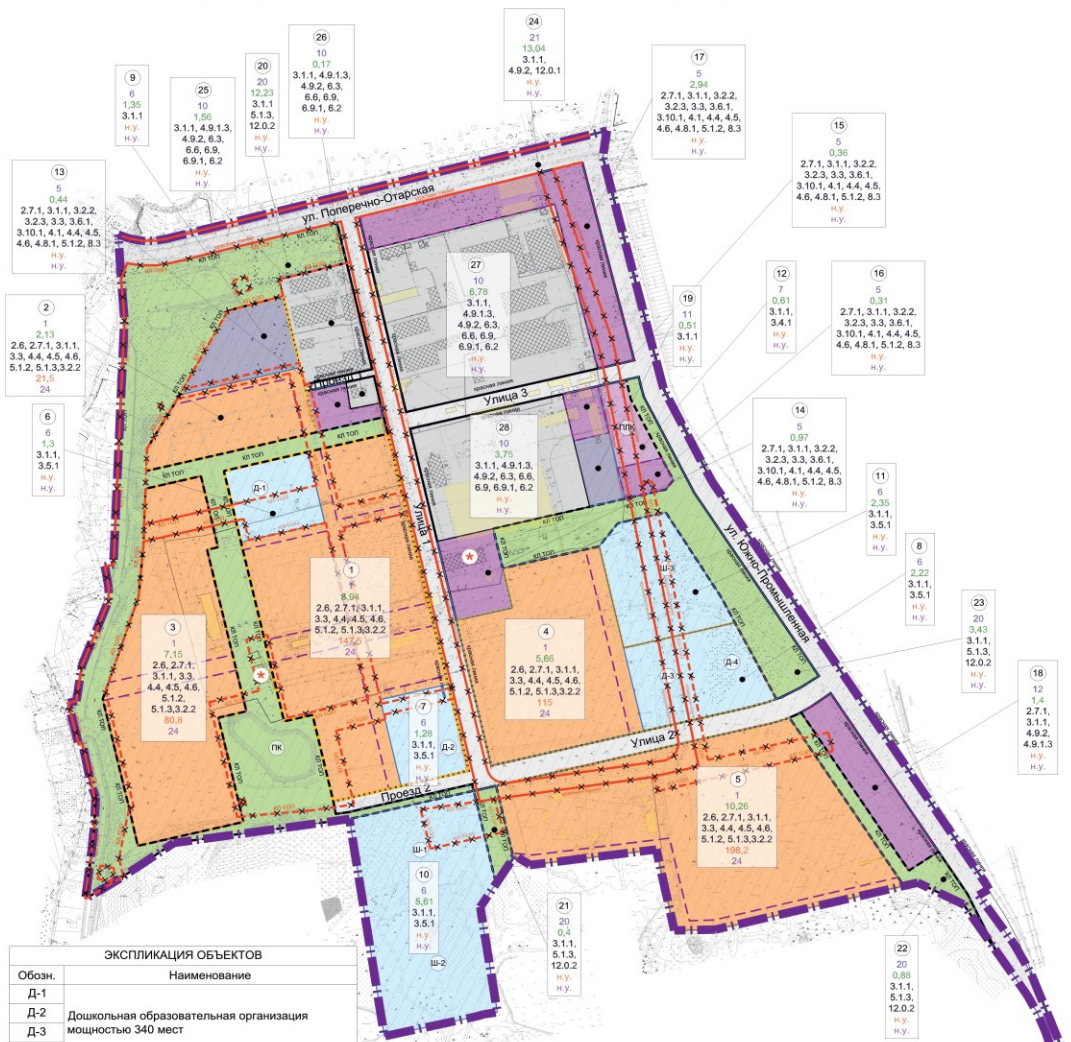 24
21
13,04
3.1.1,
4.9.2, 12.0.1
н.у.
н.у.
26
10
0,17
3.1.1, 4.9.1.3,
4.9.2, 6.3,
6.6, 6.9,
6.9.1, 6.2
н.у.
н.у.
20
20
12,23
3.1.1
5.1.3,
12.0.2
н.у.
н.у.
17
5
2,94
2.7.1, 3.1.1, 3.2.2,
3.2.3, 3.3, 3.6.1,
3.10.1, 4.1, 4.4, 4.5,
4.6, 4.8.1, 5.1.2, 8.3
н.у.
н.у.
9
6
1,35
3.1.1
н.у.
н.у.
25
10
1,56
3.1.1, 4.9.1.3,
4.9.2, 6.3,
6.6, 6.9,
6.9.1, 6.2
н.у.
н.у.
15
5
0,36
2.7.1, 3.1.1, 3.2.2,
3.2.3, 3.3, 3.6.1,
3.10.1, 4.1, 4.4, 4.5,
4.6, 4.8.1, 5.1.2, 8.3
н.у.
н.у.
13
5
0,44
2.7.1, 3.1.1, 3.2.2,
3.2.3, 3.3, 3.6.1,
3.10.1, 4.1, 4.4, 4.5,
4.6, 4.8.1, 5.1.2, 8.3
н.у.
н.у.
ул. Поперечно-Отарская
27
10
6,78
3.1.1,
4.9.1.3,
4.9.2, 6.3,
6.6, 6.9,
6.9.1, 6.2
н.у.
н.у.
19
11
0,51
3.1.1
н.у.
н.у.
12
7
0,61
3.1.1,
3.4.1
н.у.
н.у.
16
5
0,31
2.7.1, 3.1.1, 3.2.2,
3.2.3, 3.3, 3.6.1,
3.10.1, 4.1, 4.4, 4.5,
4.6, 4.8.1, 5.1.2, 8.3
н.у.
н.у.
2
1
2,13
2.6, 2.7.1, 3.1.1,
3.3, 4.4, 4.5, 4.6,
5.1.2, 5.1.3,3.2.2
21,5
24
Проезд 1
Улица 3
6
6
1,3
3.1.1,
3.5.1
н.у.
н.у.
28
10
3,75
3.1.1, 4.9.1.3,
4.9.2, 6.3, 6.6,
6.9, 6.9.1, 6.2
н.у.
н.у.
ПЛК
14
5
0,97
2.7.1, 3.1.1, 3.2.2,
3.2.3, 3.3, 3.6.1,
3.10.1, 4.1, 4.4, 4.5,
4.6, 4.8.1, 5.1.2, 8.3
н.у.
н.у.
11
6
2,35
3.1.1,
3.5.1
н.у.
н.у.
КЛ ТОП
Д-1
Улица 1
ул. Южно-Промышленная
8
6
2,22
3.1.1,
3.5.1
н.у.
н.у.
1
8,94
2.6, 2.7.1, 3.1.1,
3.3, 4.4, 4.5, 4.6,
5.1.2, 5.1.3,3.2.2
147,5
24
Ш-3
3
1
7,15
2.6, 2.7.1,
3.1.1, 3.3,
4.4, 4.5, 4.6,
5.1.2,
5.1.3,3.2.2
80,8
24
4
1
5,66
2.6, 2.7.1, 3.1.1,
3.3, 4.4, 4.5, 4.6,
5.1.2, 5.1.3,3.2.2
115
24
Д-4
Д-3
23
20
3,43
3.1.1,
5.1.3,
12.0.2
н.у.
н.у.
18
12
1,4
2.7.1,
3.1.1,
4.9.2,
4.9.1.3
н.у.
н.у.
7
6
1,28
3.1.1,
3.5.1
н.у.
н.у.
Д-2
ПК
Улица 2
Проезд 2
5
1
10,26
2.6, 2.7.1, 3.1.1,
3.3, 4.4, 4.5, 4.6,
5.1.2, 5.1.3,3.2.2
198,2
24
Ш-1
10
6
5,61
3.1.1,
3.5.1
н.у.
н.у.
Ш-2
21
20
0,4
3.1.1,
5.1.3,
12.0.2
н.у.
н.у.
22
20
0,88
3.1.1,
5.1.3,
12.0.2
н.у.
н.у.
ЭКСПЛИКАЦИЯ ОБЪЕКТОВ
Обозн. Наименование
Д-1
Д-2 Дошкольная образовательная организация
Д-3 мощностью 340 мест